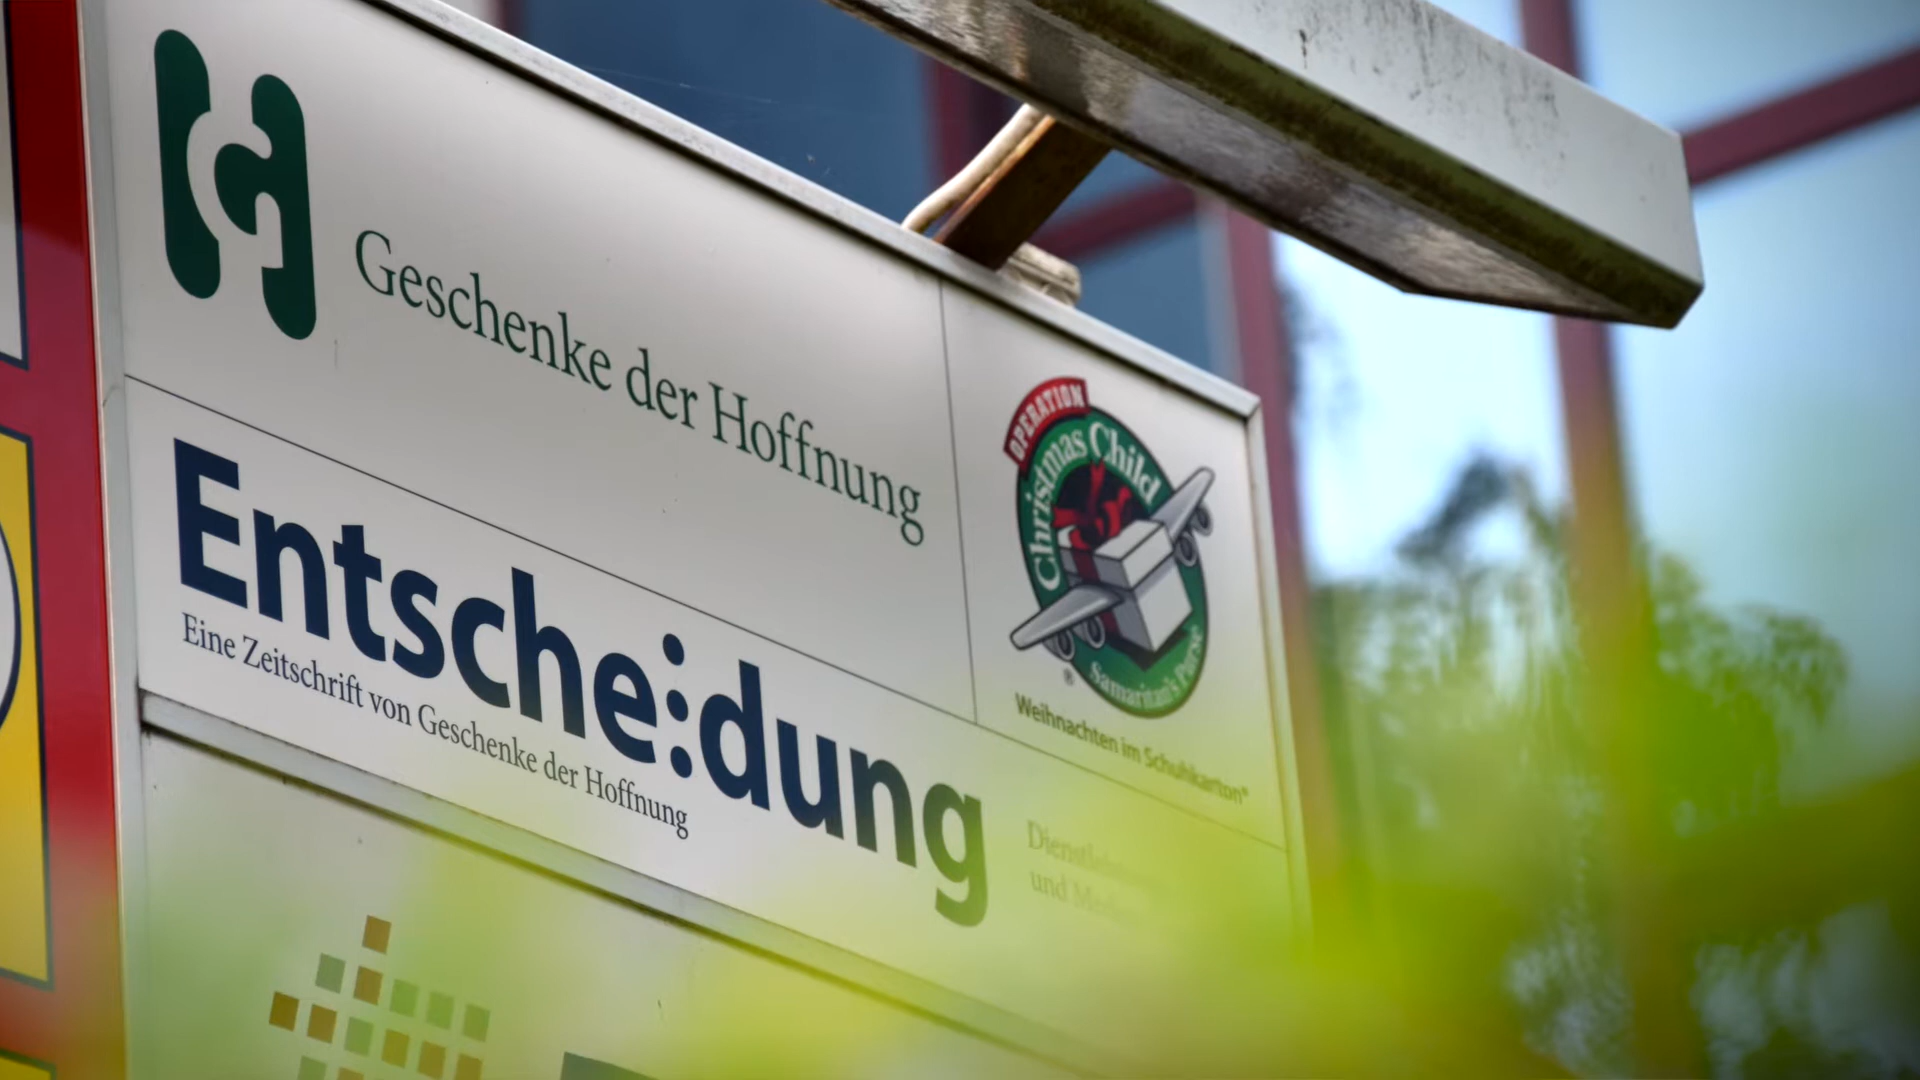 Geschenke der Hoffnung
OPERATION
Christmas Child
Samaritan's Purse
®
Weihnachten im Schuhkarton®
Entsche:dung
Eine Zeitschrift von Geschenke der Hoffnung
und